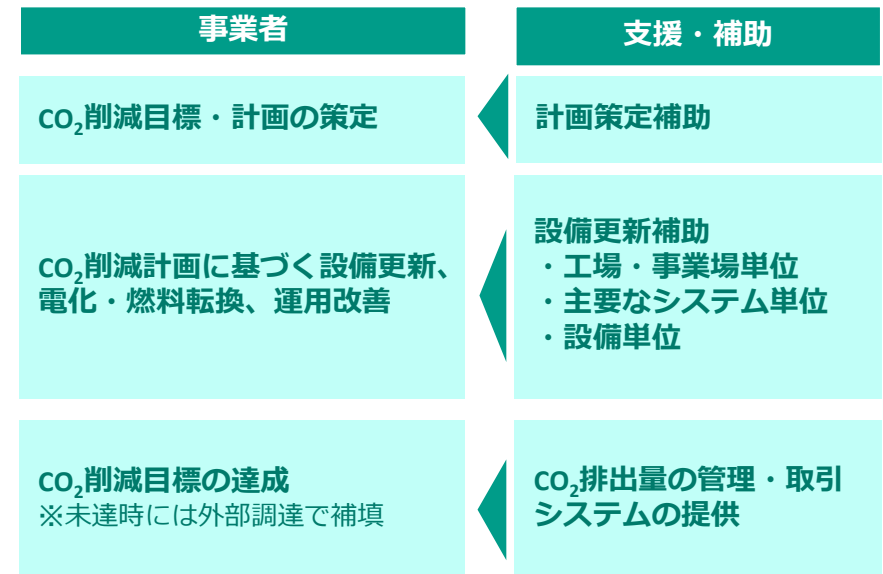 事業者
支援・補助
CO₂削減目標・計画の策定
計画策定補助
CO₂削減計画に基づく設備更新、
電化・燃料転換、運用改善
設備更新補助
・工場・事業場単位
・主要なシステム単位
・設備単位
CO₂削減目標の達成
※未達時には外部調達で補填
CO₂排出量の管理・取引
システムの提供